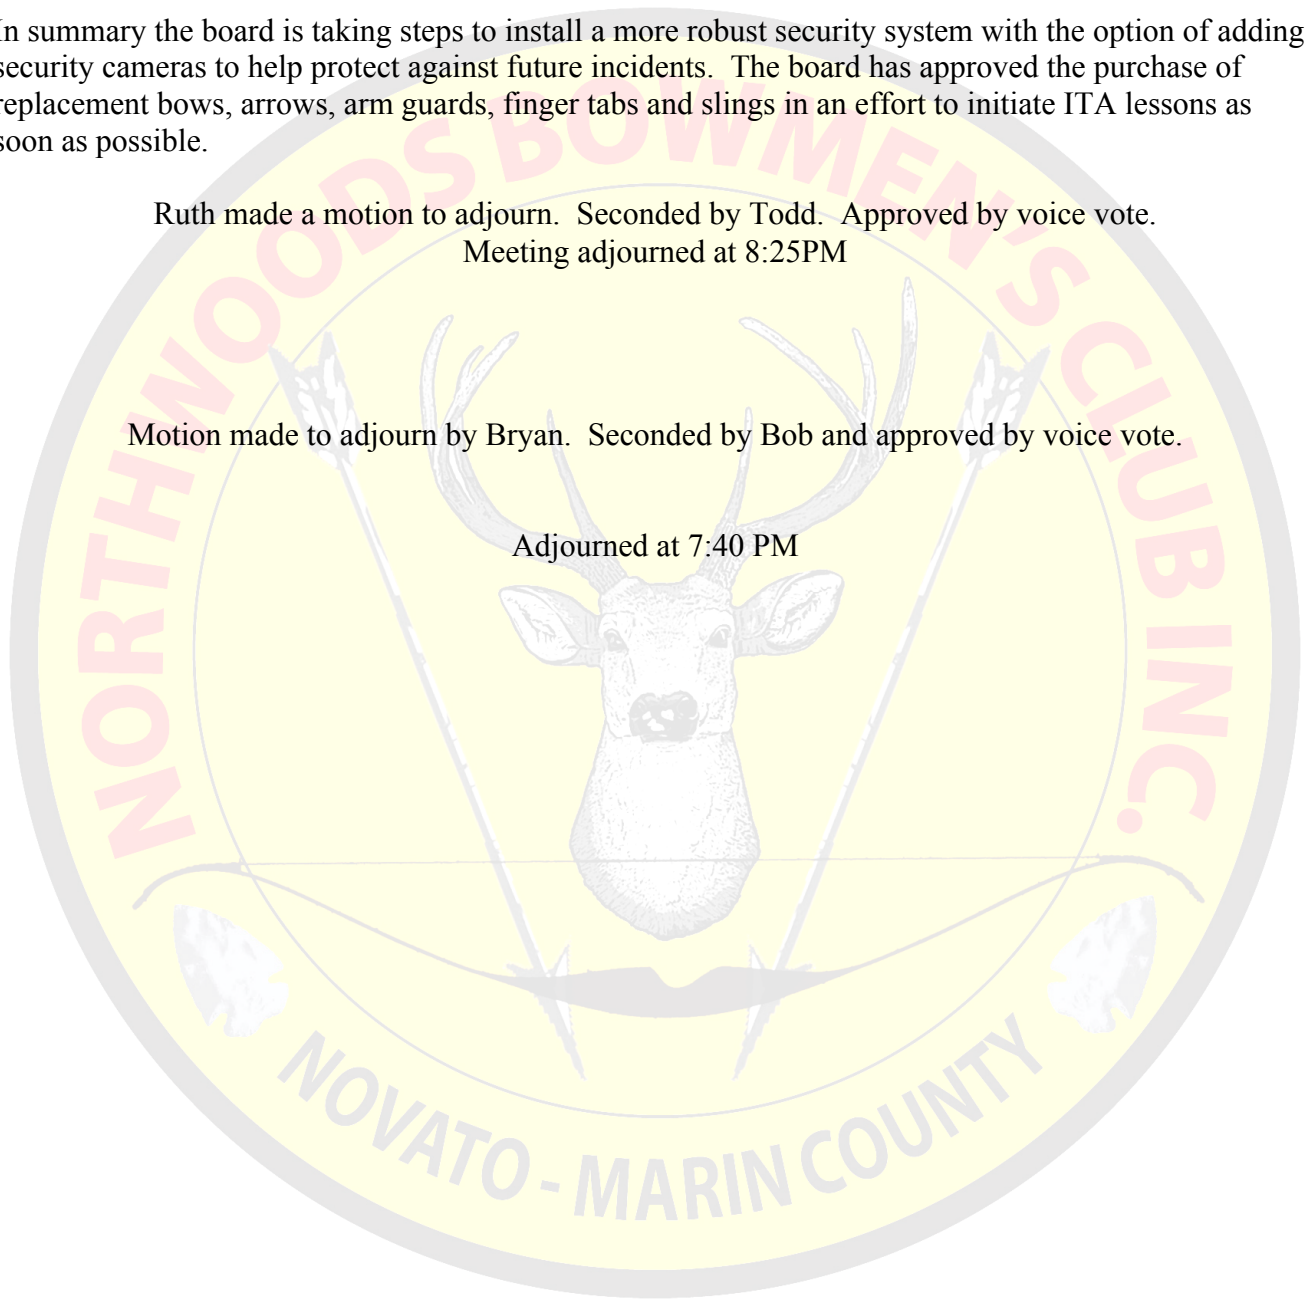 In summary the board is taking steps to install a more robust security system with the option of adding
security cameras to help protect against future incidents.  The board has approved the purchase of
replacement bows, arrows, arm guards, finger tabs and slings in an effort to initiate ITA lessons as
soon as possible.
Ruth made a motion to adjourn.  Seconded by Todd.  Approved by voice vote.
Meeting adjourned at 8:25PM
Motion made to adjourn by Bryan.  Seconded by Bob and approved by voice vote.
Adjourned at 7:40 PM
NORTHWOODS BOWMEN'S CLUB INC.
NOVATO - MARIN COUNTY